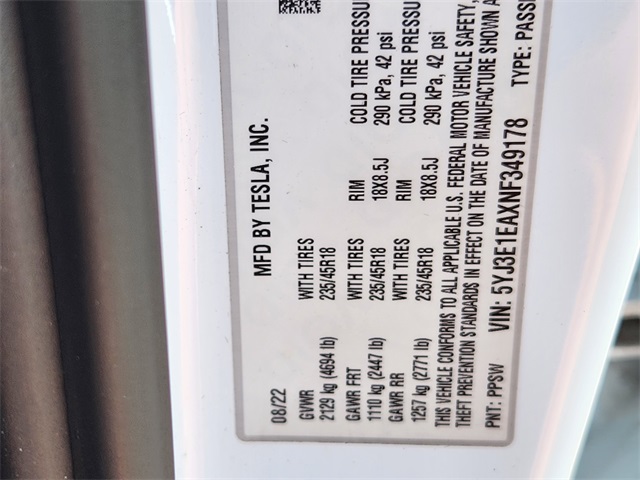 MFD BY TESLA, INC.
08/22
GVWR WITH TIRES RIM COLD TIRE PRESSU
2129 kg (4694 lb) 235/45R18 18X8.5J 290 kPa, 42 psi
GAWR FRT WITH TIRES RIM COLD TIRE PRESSU
1110 kg (2447 lb) 235/45R18 18X8.5J 290 kPa, 42 psi
GAWR RR WITH TIRES
1257 kg (2771 lb) 235/45R18
THIS VEHICLE CONFORMS TO ALL APPLICABLE U.S. FEDERAL MOTOR VEHICLE SAFETY,
THEFT PREVENTION STANDARDS IN EFFECT ON THE DATE OF MANUFACTURE SHOWN A
VIN: 5YJ3E1EAXNF349178 TYPE: PASS
PNT: PPSW